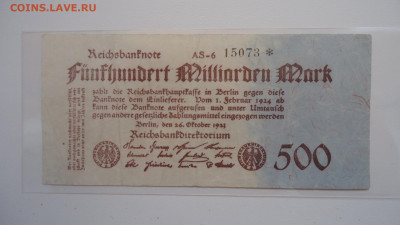 COINS.LAVE.RU
Reichsbanknote AS-6 15073 *
Fünfhundert Milliarden Mark
zahlt die Reichsbankhauptkasse in Berlin gegen diese
Banknote dem Einlieferer. Vom 1. Februar 1924 ab
kann diese Banknote aufgerufen und unter Umtausch
gegen andere gesetzliche Zahlungsmittel eingezogen werden
Berlin, den 26. Oktober 1923
Reichsbankdirektorium
500